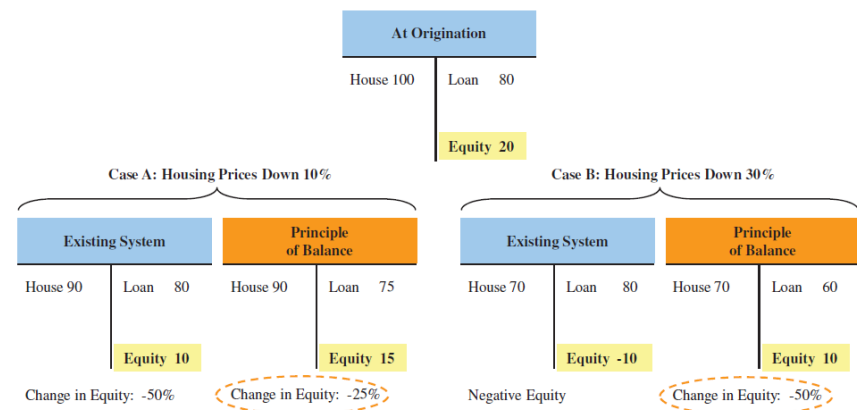 At Origination
House 100 Loan 80
Equity 20
Case A: Housing Prices Down 10%
Case B: Housing Prices Down 30%
Existing System
Principle
of Balance
Existing System
Principle
of Balance
House 90 Loan 80
House 90 Loan 75
House 70 Loan 80
House 70 Loan 60
Equity 10
Equity 15
Equity -10
Equity 10
Change in Equity: -50%
Change in Equity: -25%
Negative Equity
Change in Equity: -50%